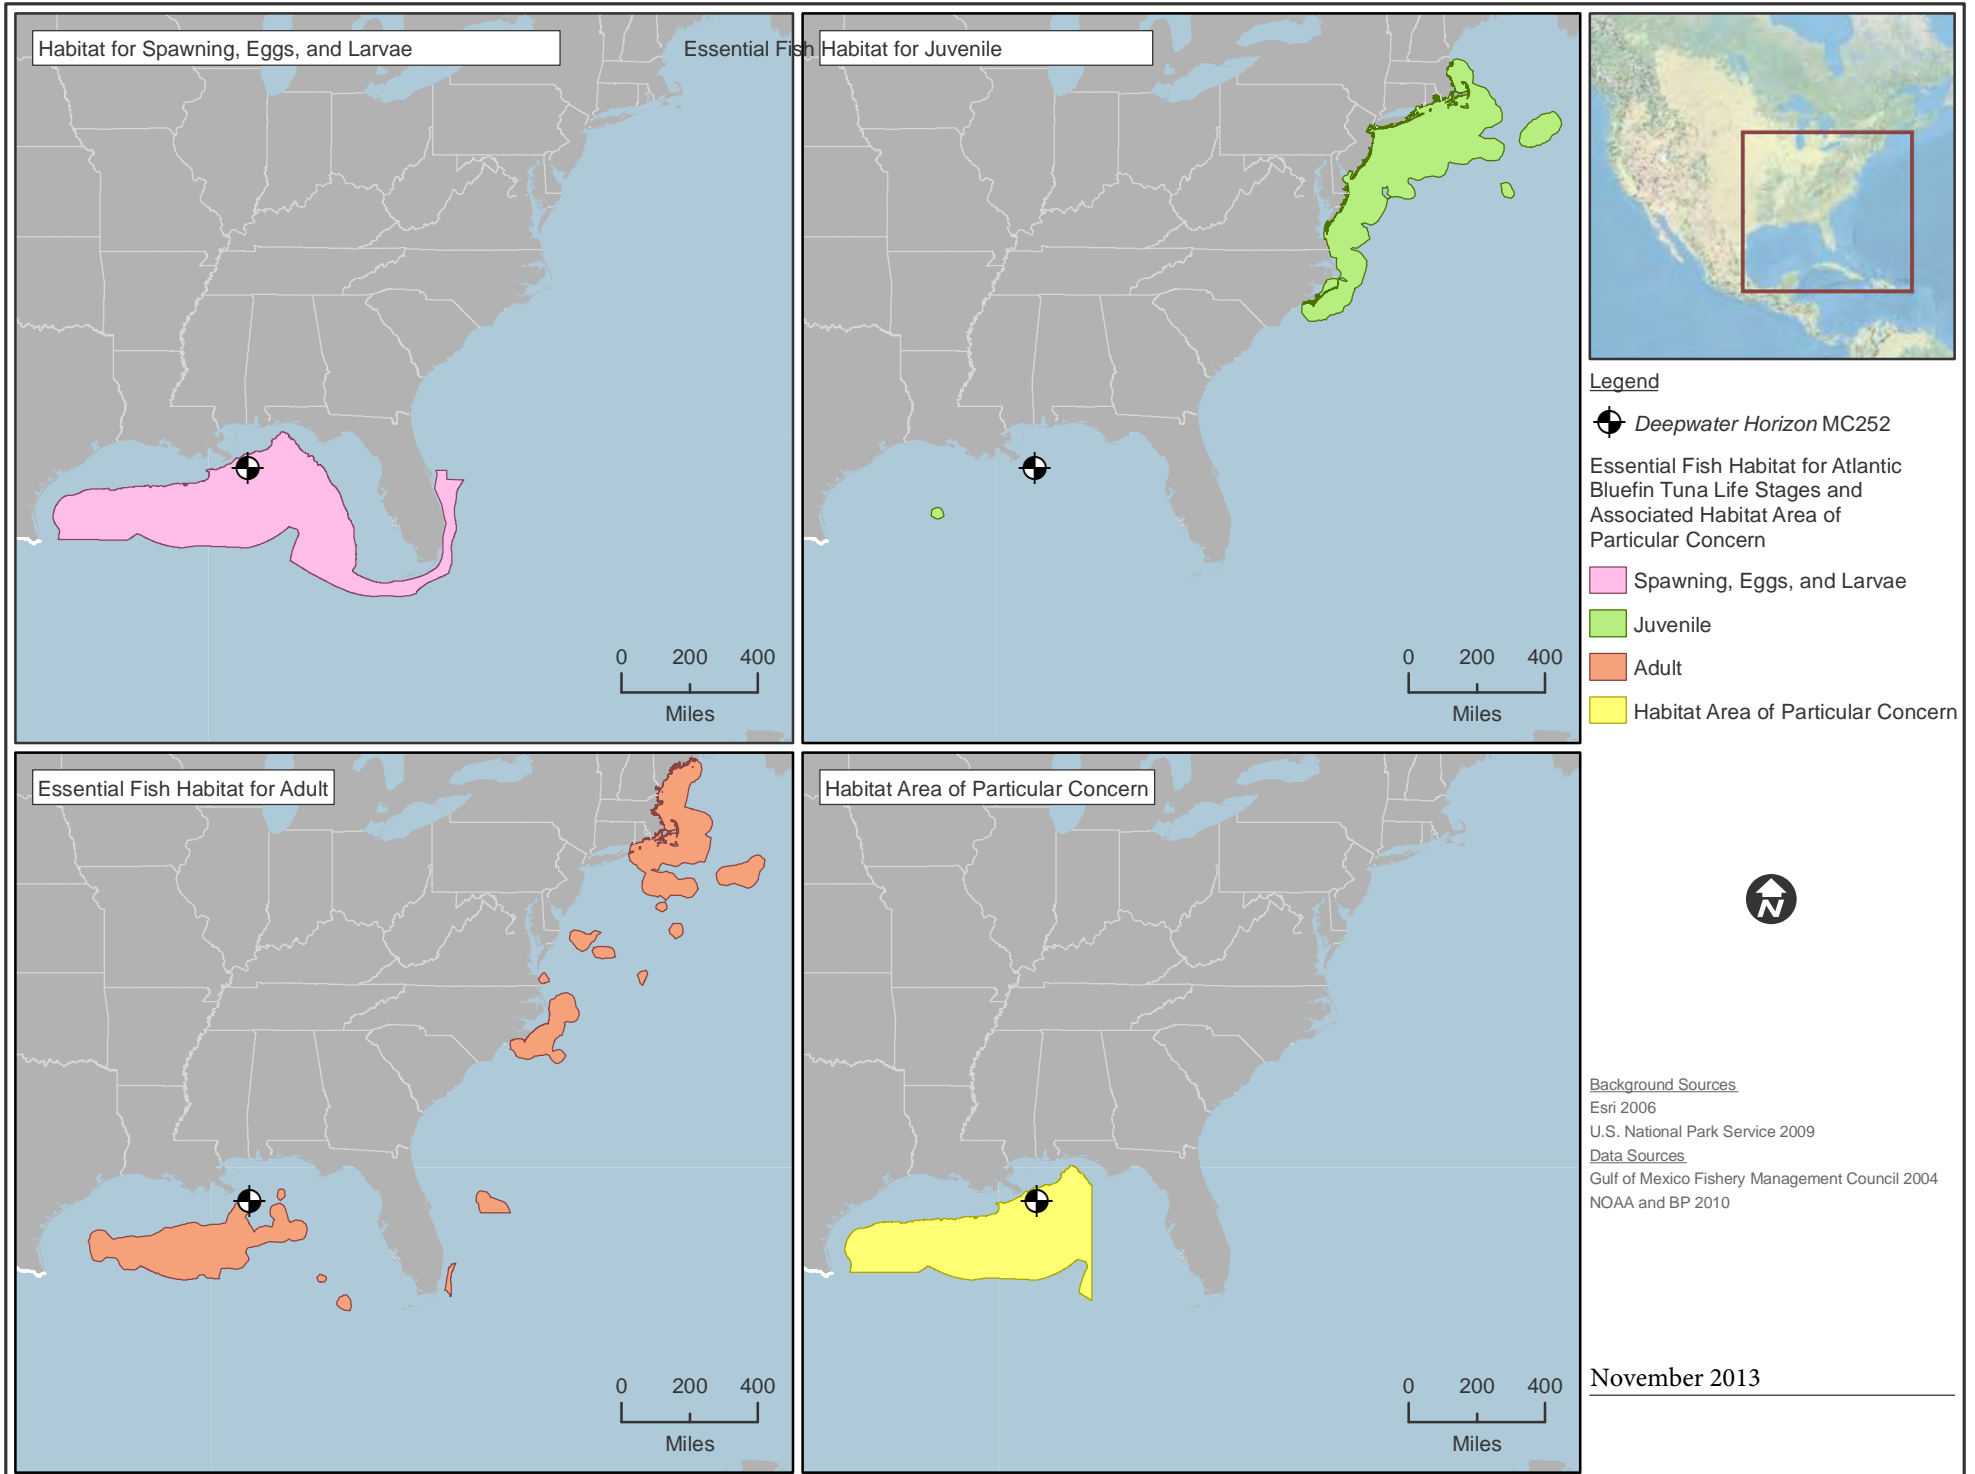 Habitat for Spawning, Eggs, and Larvae
0 200 400
Miles
Essential Fish Habitat for Juvenile
0 200 400
Miles
Essential Fish Habitat for Adult
0 200 400
Miles
Habitat Area of Particular Concern
0 200 400
Miles
Legend
Deepwater Horizon MC252
Essential Fish Habitat for Atlantic
Bluefin Tuna Life Stages and
Associated Habitat Area of
Particular Concern
Spawning, Eggs, and Larvae
Juvenile
Adult
Habitat Area of Particular Concern
N
Background Sources
Esri 2006
U.S. National Park Service 2009
Data Sources
Gulf of Mexico Fishery Management Council 2004
NOAA and BP 2010
November 2013